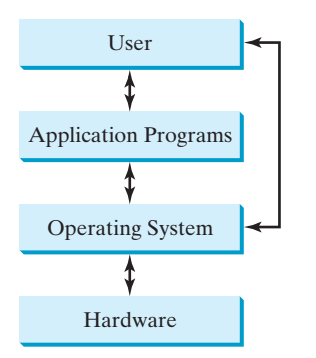 User
Application Programs
Operating System
Hardware